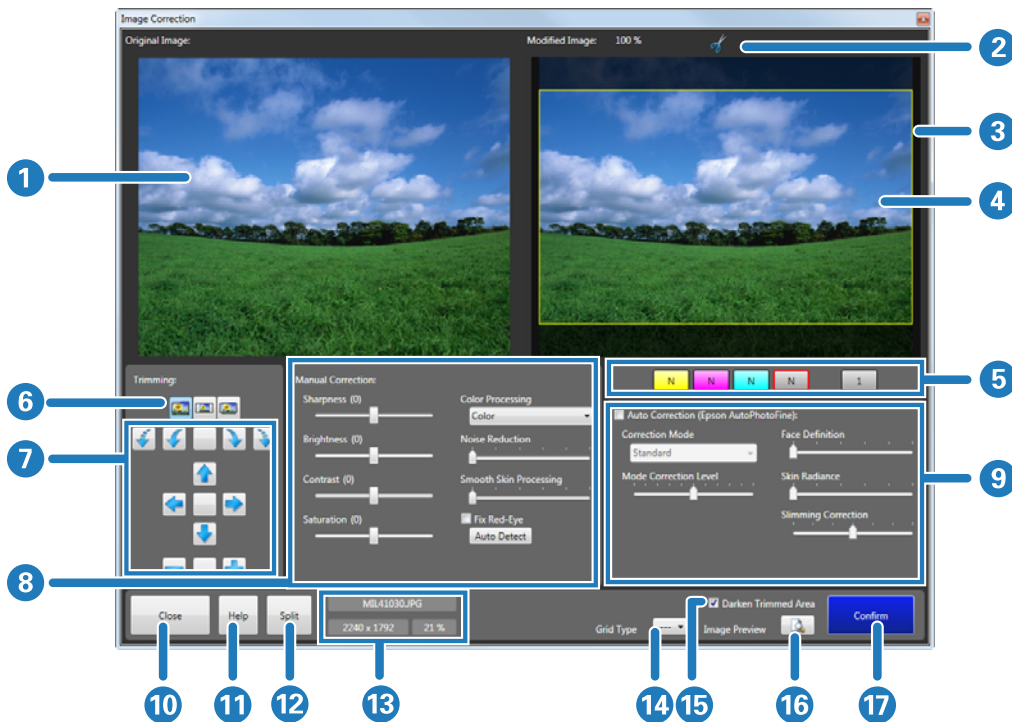 Image Correction
Original Image:
Modified Image: 100 %
2
3
1
4
Trimming:
Manual Correction:
N N N N 1
5
6
Sharpness (0)
Color Processing
Color
Auto Correction (Epson AutoPhotoFine):
Correction Mode
Face Definition
Standard
7
Brightness (0)
Noise Reduction
Contrast (0)
Smooth Skin Processing
Mode Correction Level
Skin Radiance
9
Saturation (0)
Fix Red-Eye
Auto Detect
Slimming Correction
8
Close
Help
Split
MIL41030.JPG
2240 x 1792 21 %
Darken Trimmed Area
Grid Type
---
Image Preview
Confirm
10
11
12
13
14
15
16
17